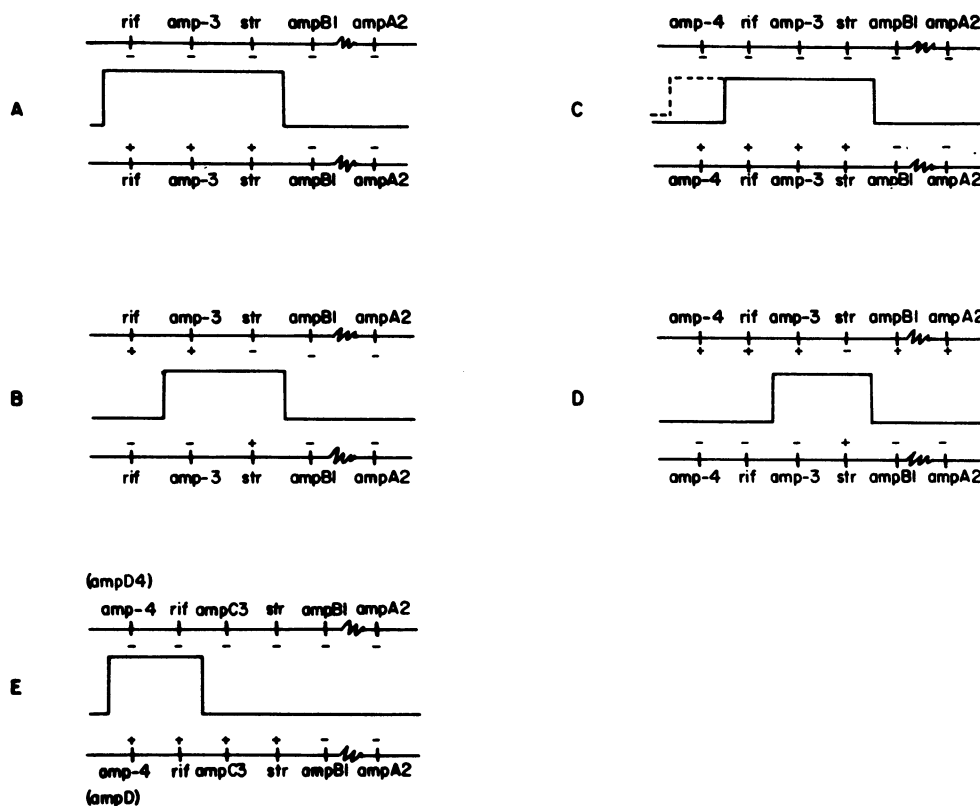 A
rif amp-3 str ampB1 ampA2
- - - - -
+ + + - -
rif amp-3 str ampB1 ampA2
C
amp-4 rif amp-3 str ampB1 ampA2
- - - - - -
+ + + + - -
amp-4 rif amp-3 str ampB1 ampA2
B
rif amp-3 str ampB1 ampA2
+ + - - -
- - + - -
rif amp-3 str ampB1 ampA2
D
amp-4 rif amp-3 str ampB1 ampA2
+ + + - + +
- - - + - -
amp-4 rif amp-3 str ampB1 ampA2
E
(ampD4)
amp-4 rif ampC3 str ampB1 ampA2
- - - - - -
+ + + + - -
amp-4 rif ampC3 str ampB1 ampA2
(ampD)